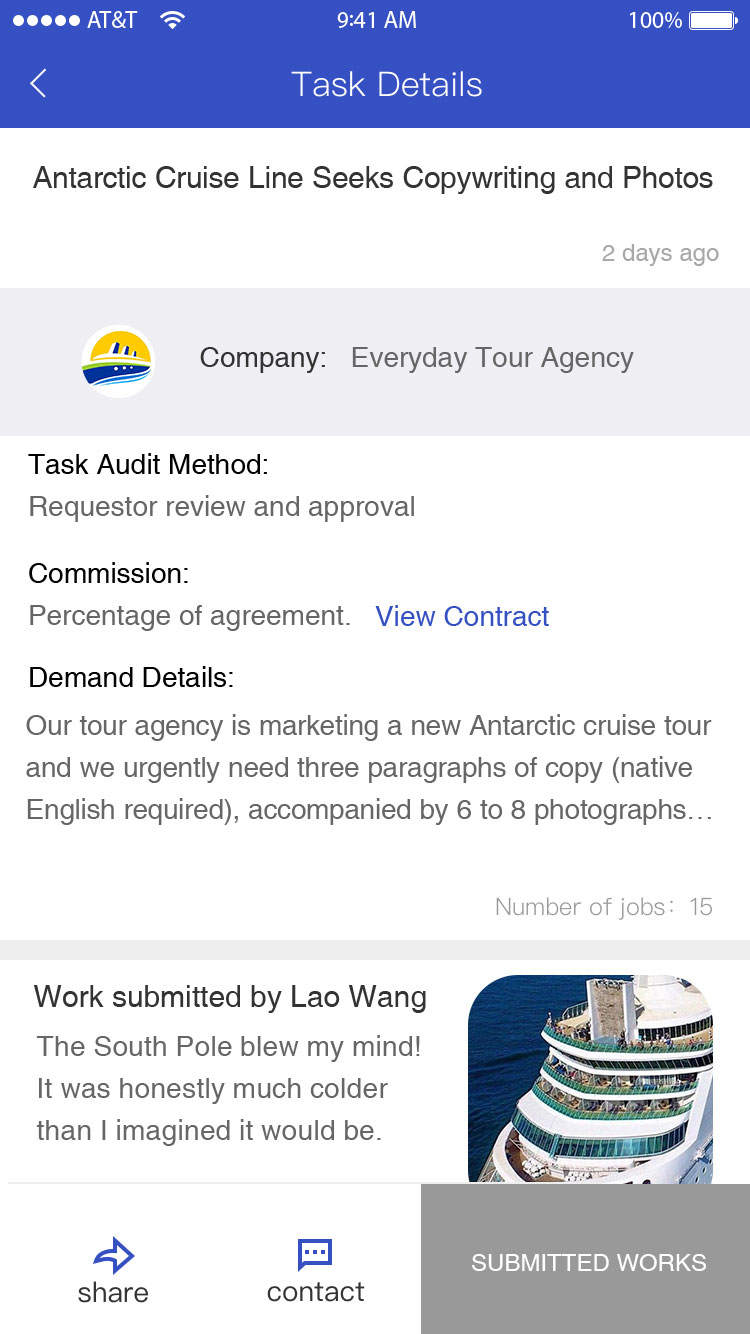 AT&T 9:41 AM 100%
Task Details
Antarctic Cruise Line Seeks Copywriting and Photos
2 days ago
Company: Everyday Tour Agency
Task Audit Method:
Requestor review and approval
Commission:
Percentage of agreement. View Contract
Demand Details:
Our tour agency is marketing a new Antarctic cruise tour
and we urgently need three paragraphs of copy (native
English required), accompanied by 6 to 8 photographs...
Number of jobs: 15
Work submitted by Lao Wang
The South Pole blew my mind!
It was honestly much colder
than I imagined it would be.
share
contact
SUBMITTED WORKS